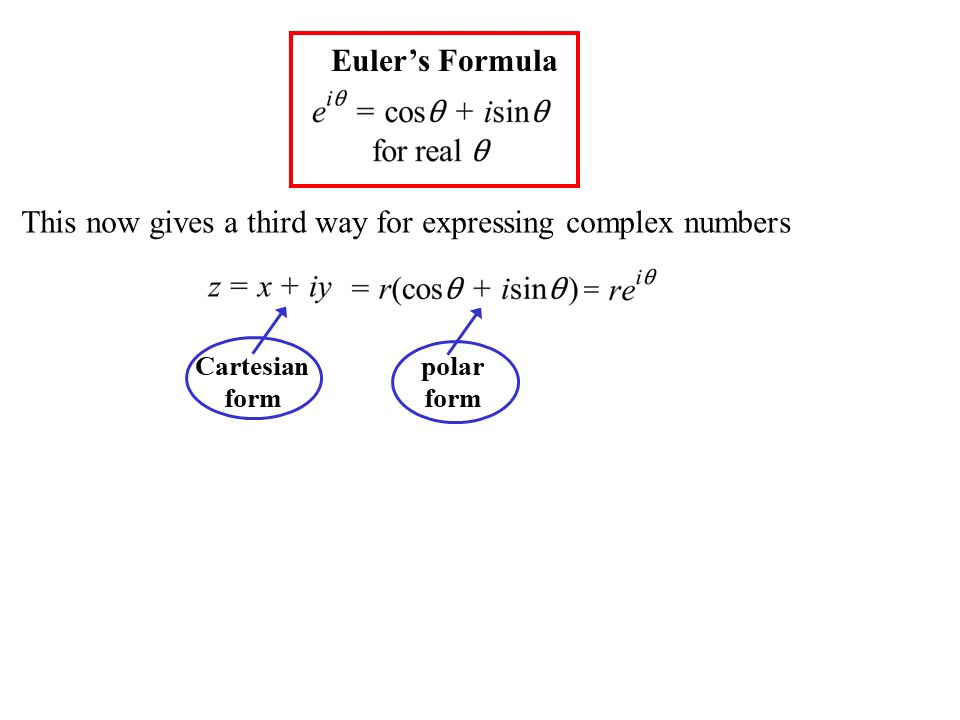 Euler’s Formula
e^{iθ} = cosθ + isinθ
for real θ
This now gives a third way for expressing complex numbers
z = x + iy = r(cosθ + isinθ) = re^{iθ}
Cartesian form
polar form